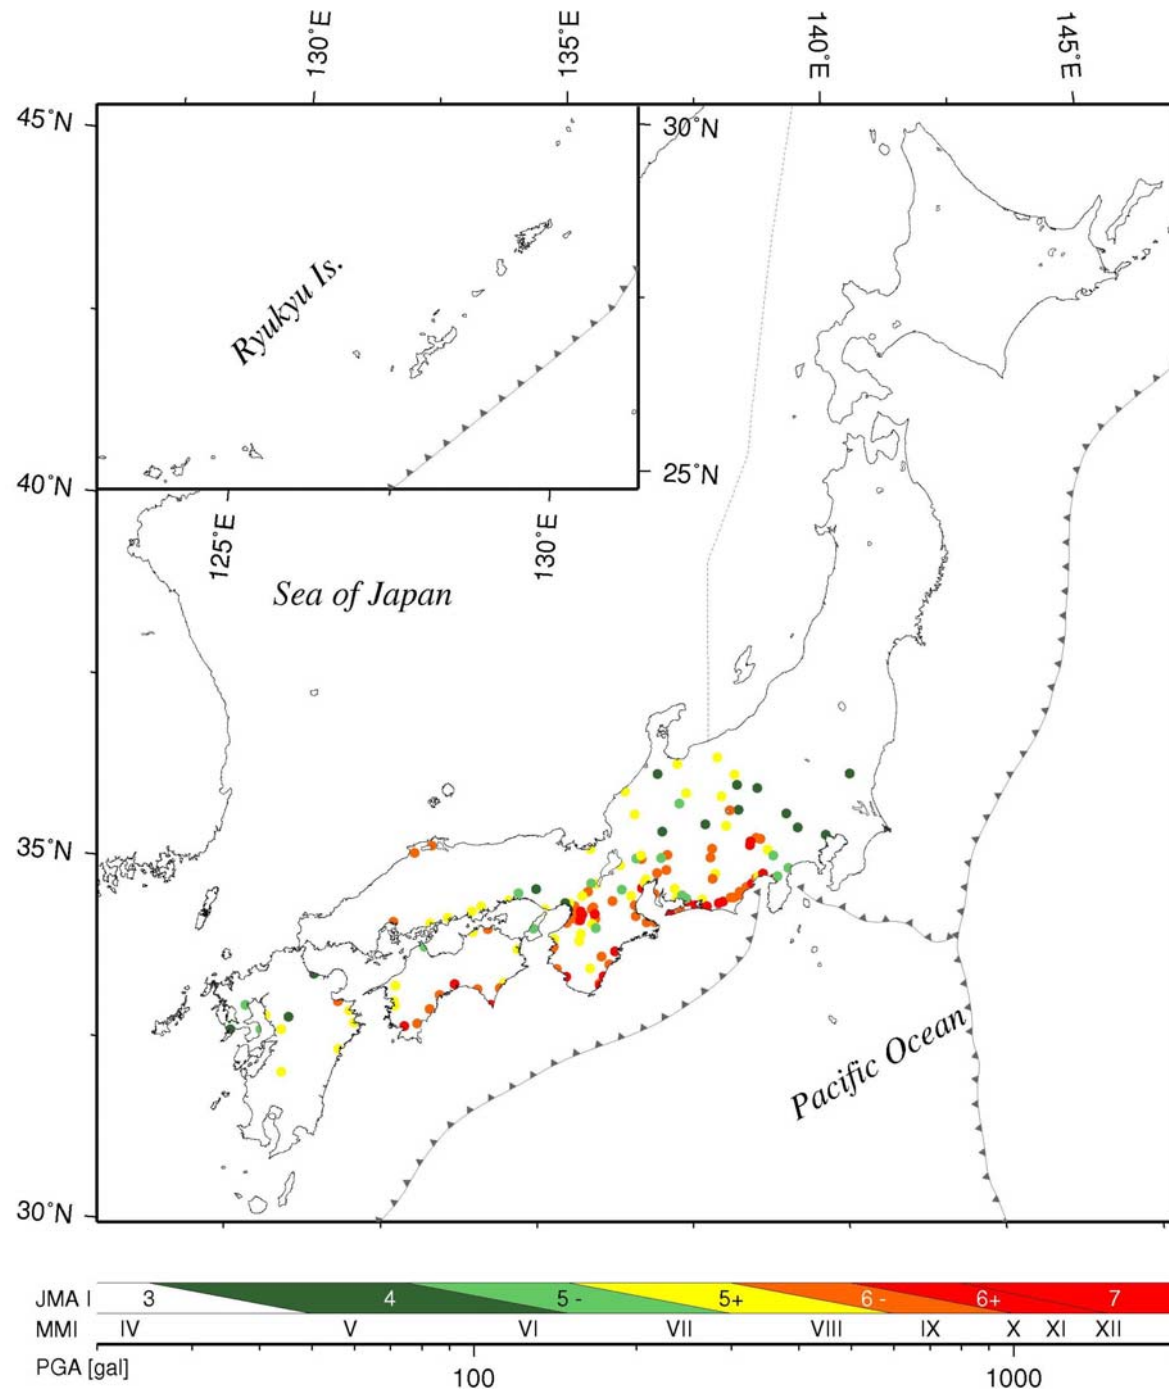 130°E
135°E
140°E
145°E
45°N
30°N
Ryukyu Is.
25°N
40°N
125°E
130°E
Sea of Japan
35°N
Pacific Ocean
30°N
JMA I 3 4 5 - 5+ 6 - 6+ 7
MMI IV V VI VII VIII IX X XI XII
PGA [gal] 100 1000